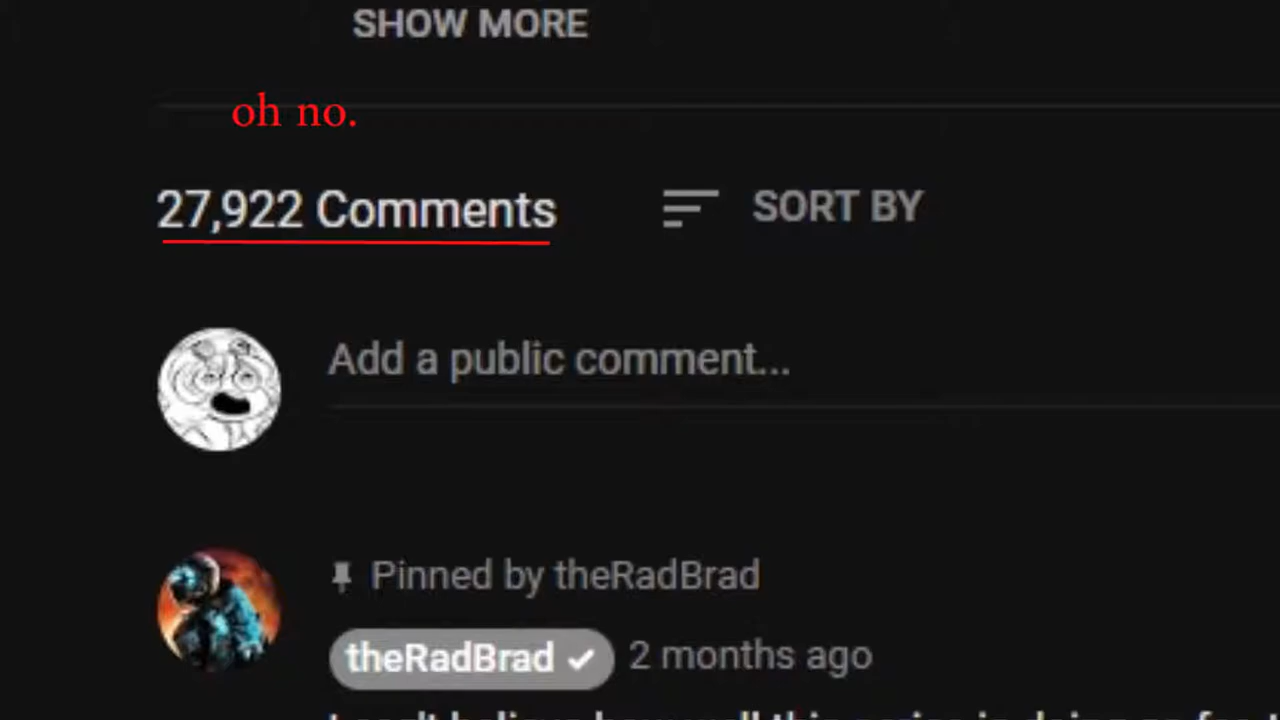 SHOW MORE
oh no.
27,922 Comments SORT BY
Add a public comment...
Pinned by theRadBrad
theRadBrad 2 months ago